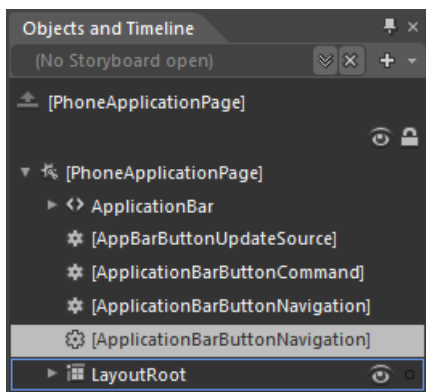 Objects and Timeline
(No Storyboard open)
[PhoneApplicationPage]
[PhoneApplicationPage]
ApplicationBar
[AppBarButtonUpdateSource]
[ApplicationBarButtonCommand]
[ApplicationBarButtonNavigation]
[ApplicationBarButtonNavigation]
LayoutRoot